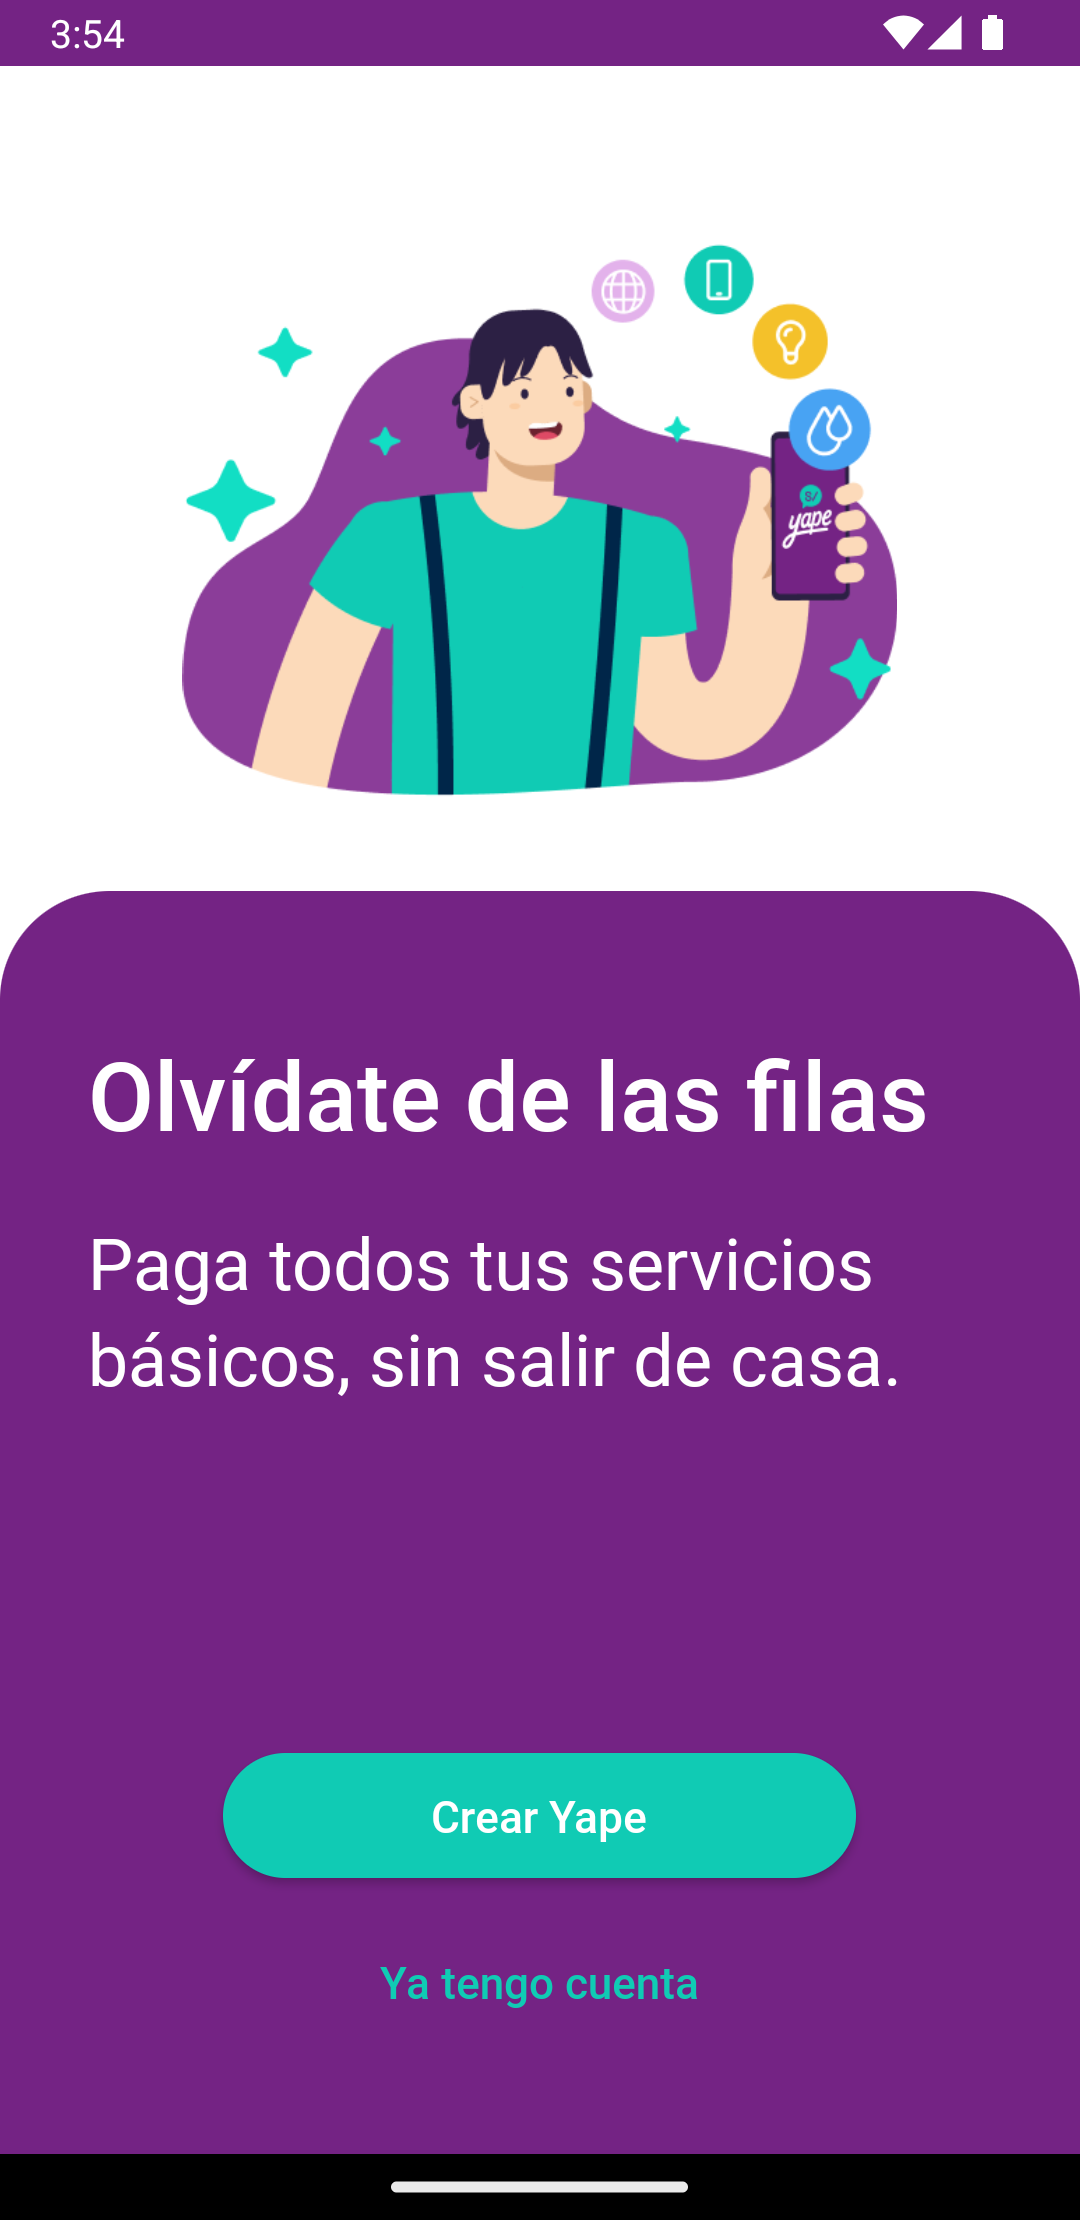 3:54
S/
yape
Olvídate de las filas
Paga todos tus servicios
básicos, sin salir de casa.
Crear Yape
Ya tengo cuenta